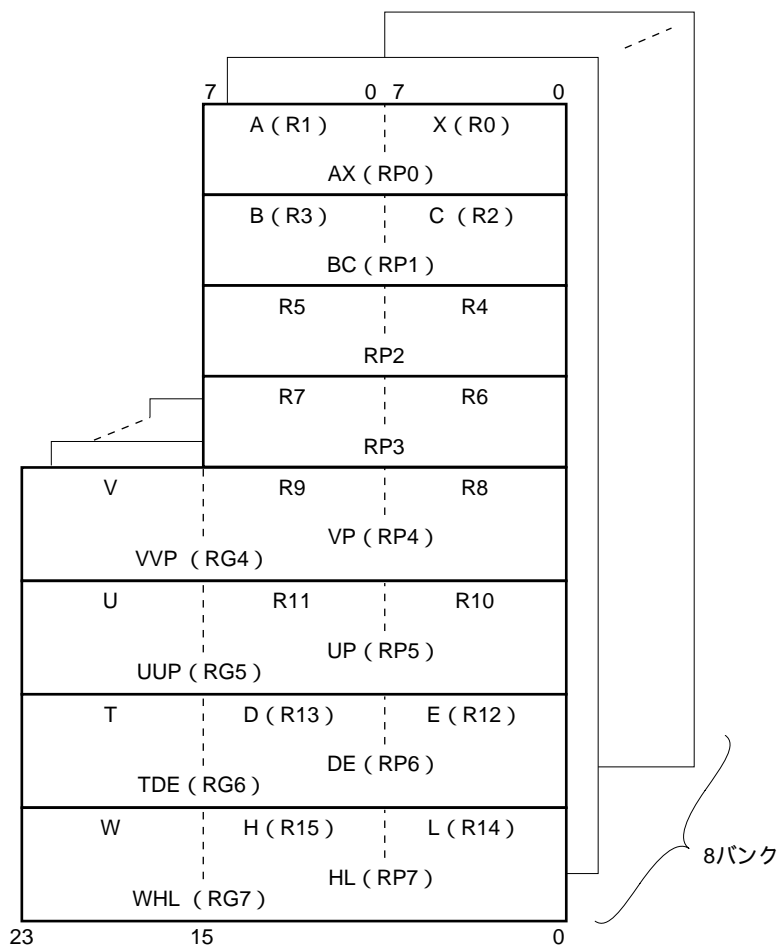 7 0 7 0
A（R1） X（R0）
AX（RP0）
B（R3） C（R2）
BC（RP1）
R5 R4
RP2
R7 R6
RP3
V R9 R8
VP（RP4）
VVP（RG4）
U R11 R10
UP（RP5）
UUP（RG5）
T D（R13） E（R12）
DE（RP6）
TDE（RG6）
W H（R15） L（R14）
8バンク
HL（RP7）
WHL（RG7）
23 15 0